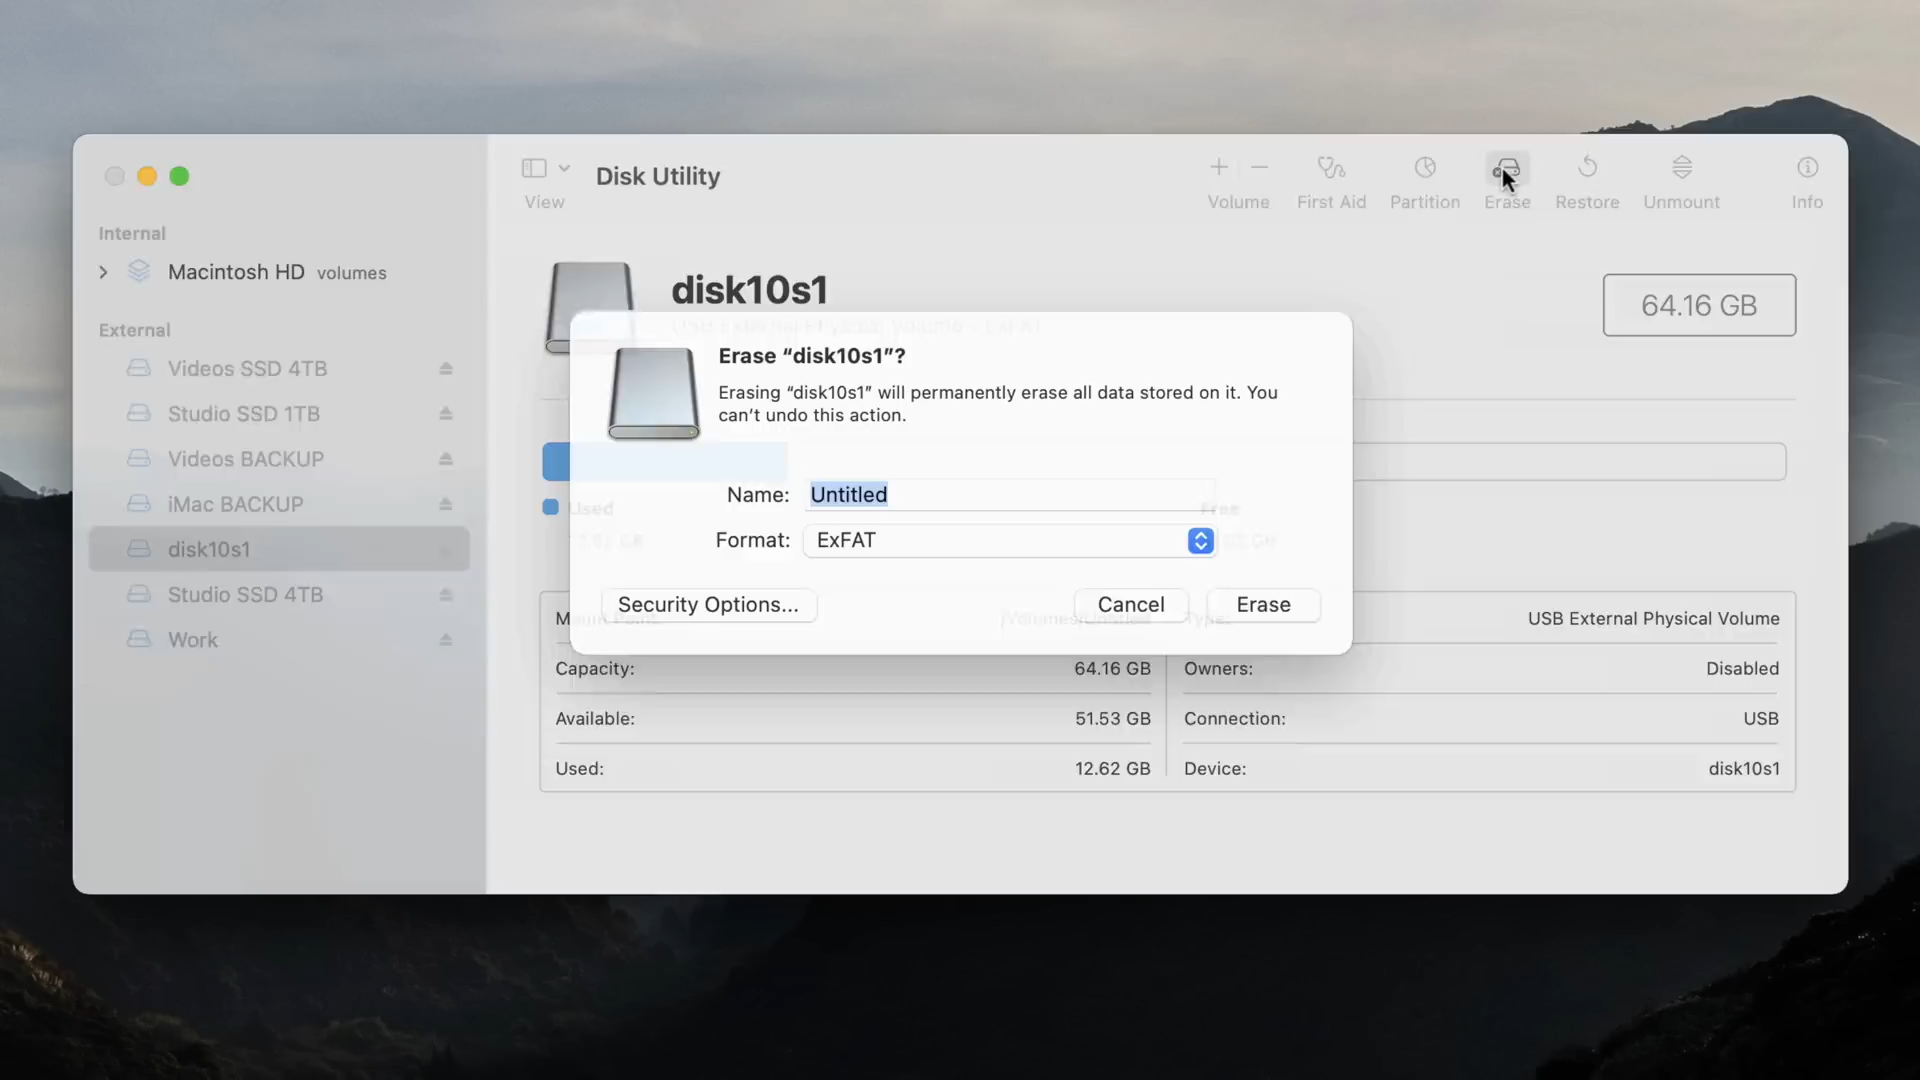 Disk Utility
View
Volume
First Aid
Partition
Erase
Restore
Unmount
Info
Internal
Macintosh HD volumes
External
Videos SSD 4TB
Studio SSD 1TB
Videos BACKUP
iMac BACKUP
disk10s1
Studio SSD 4TB
Work
disk10s1
64.16 GB
Erase “disk10s1”?
Erasing “disk10s1” will permanently erase all data stored on it. You
can’t undo this action.
Name: Untitled
Format: ExFAT
Security Options...
Cancel
Erase
Used
Free
USB External Physical Volume
Capacity: 64.16 GB
Owners: Disabled
Available: 51.53 GB
Connection: USB
Used: 12.62 GB
Device: disk10s1